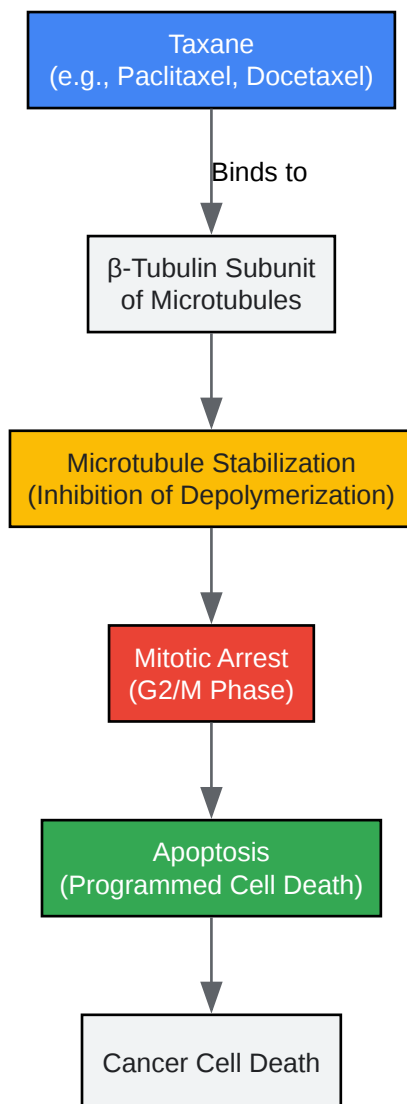 Taxane
(e.g., Paclitaxel, Docetaxel)
Binds to
β-Tubulin Subunit
of Microtubules
Microtubule Stabilization
(Inhibition of Depolymerization)
Mitotic Arrest
(G2/M Phase)
Apoptosis
(Programmed Cell Death)
Cancer Cell Death